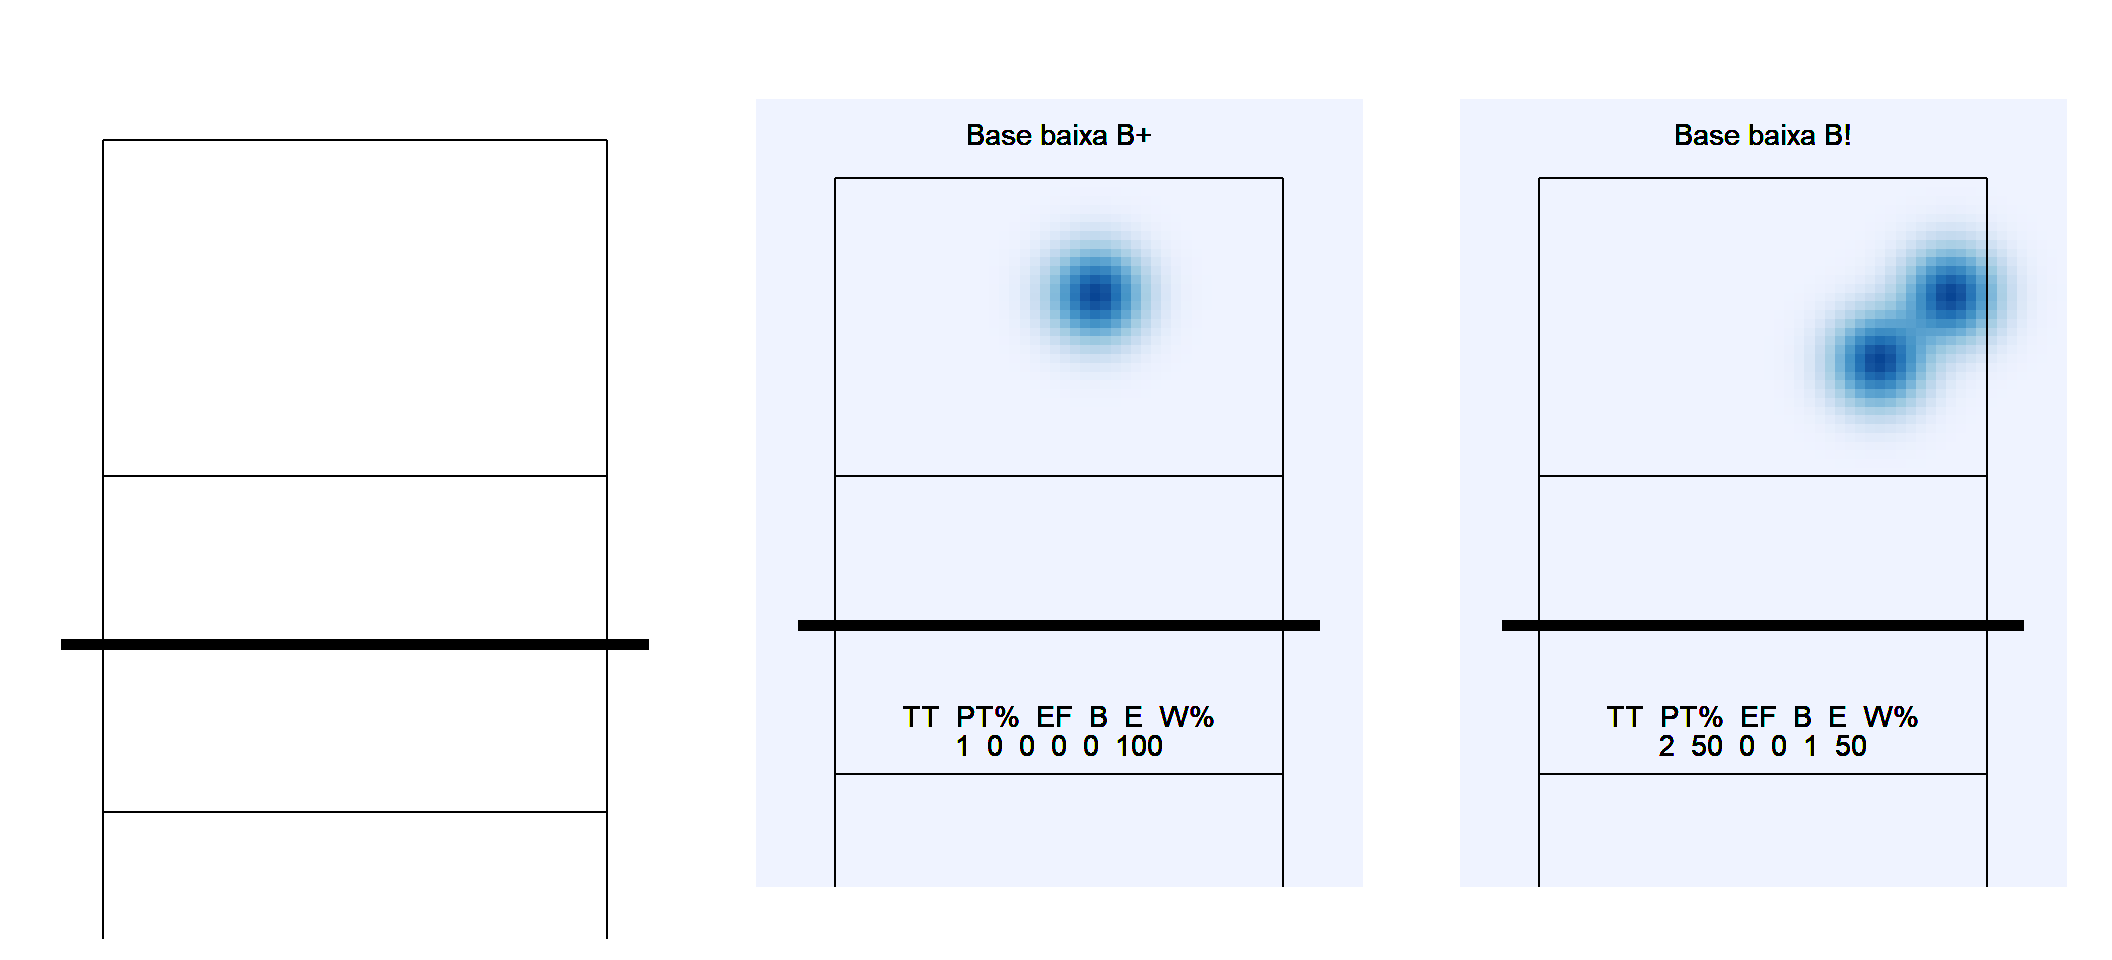 Base baixa B+
TT PT% EF B E W%
1 0 0 0 0 100
Base baixa B!
TT PT% EF B E W%
2 50 0 0 1 50